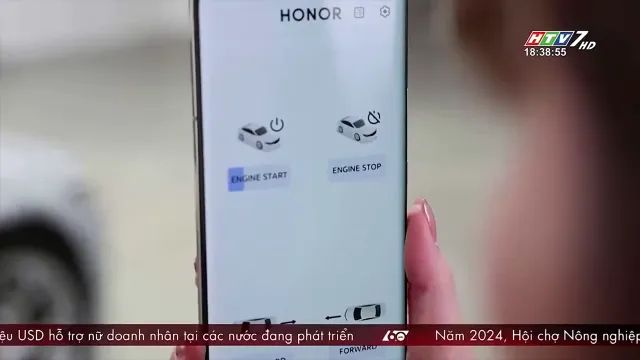 HONOR
HTV7 HD
18:38:55
ENGINE START
ENGINE STOP
FORWARD
USD hỗ trợ nữ doanh nhân tại các nước đang phát triển
60
Năm 2024, Hội chợ Nông nghiệp